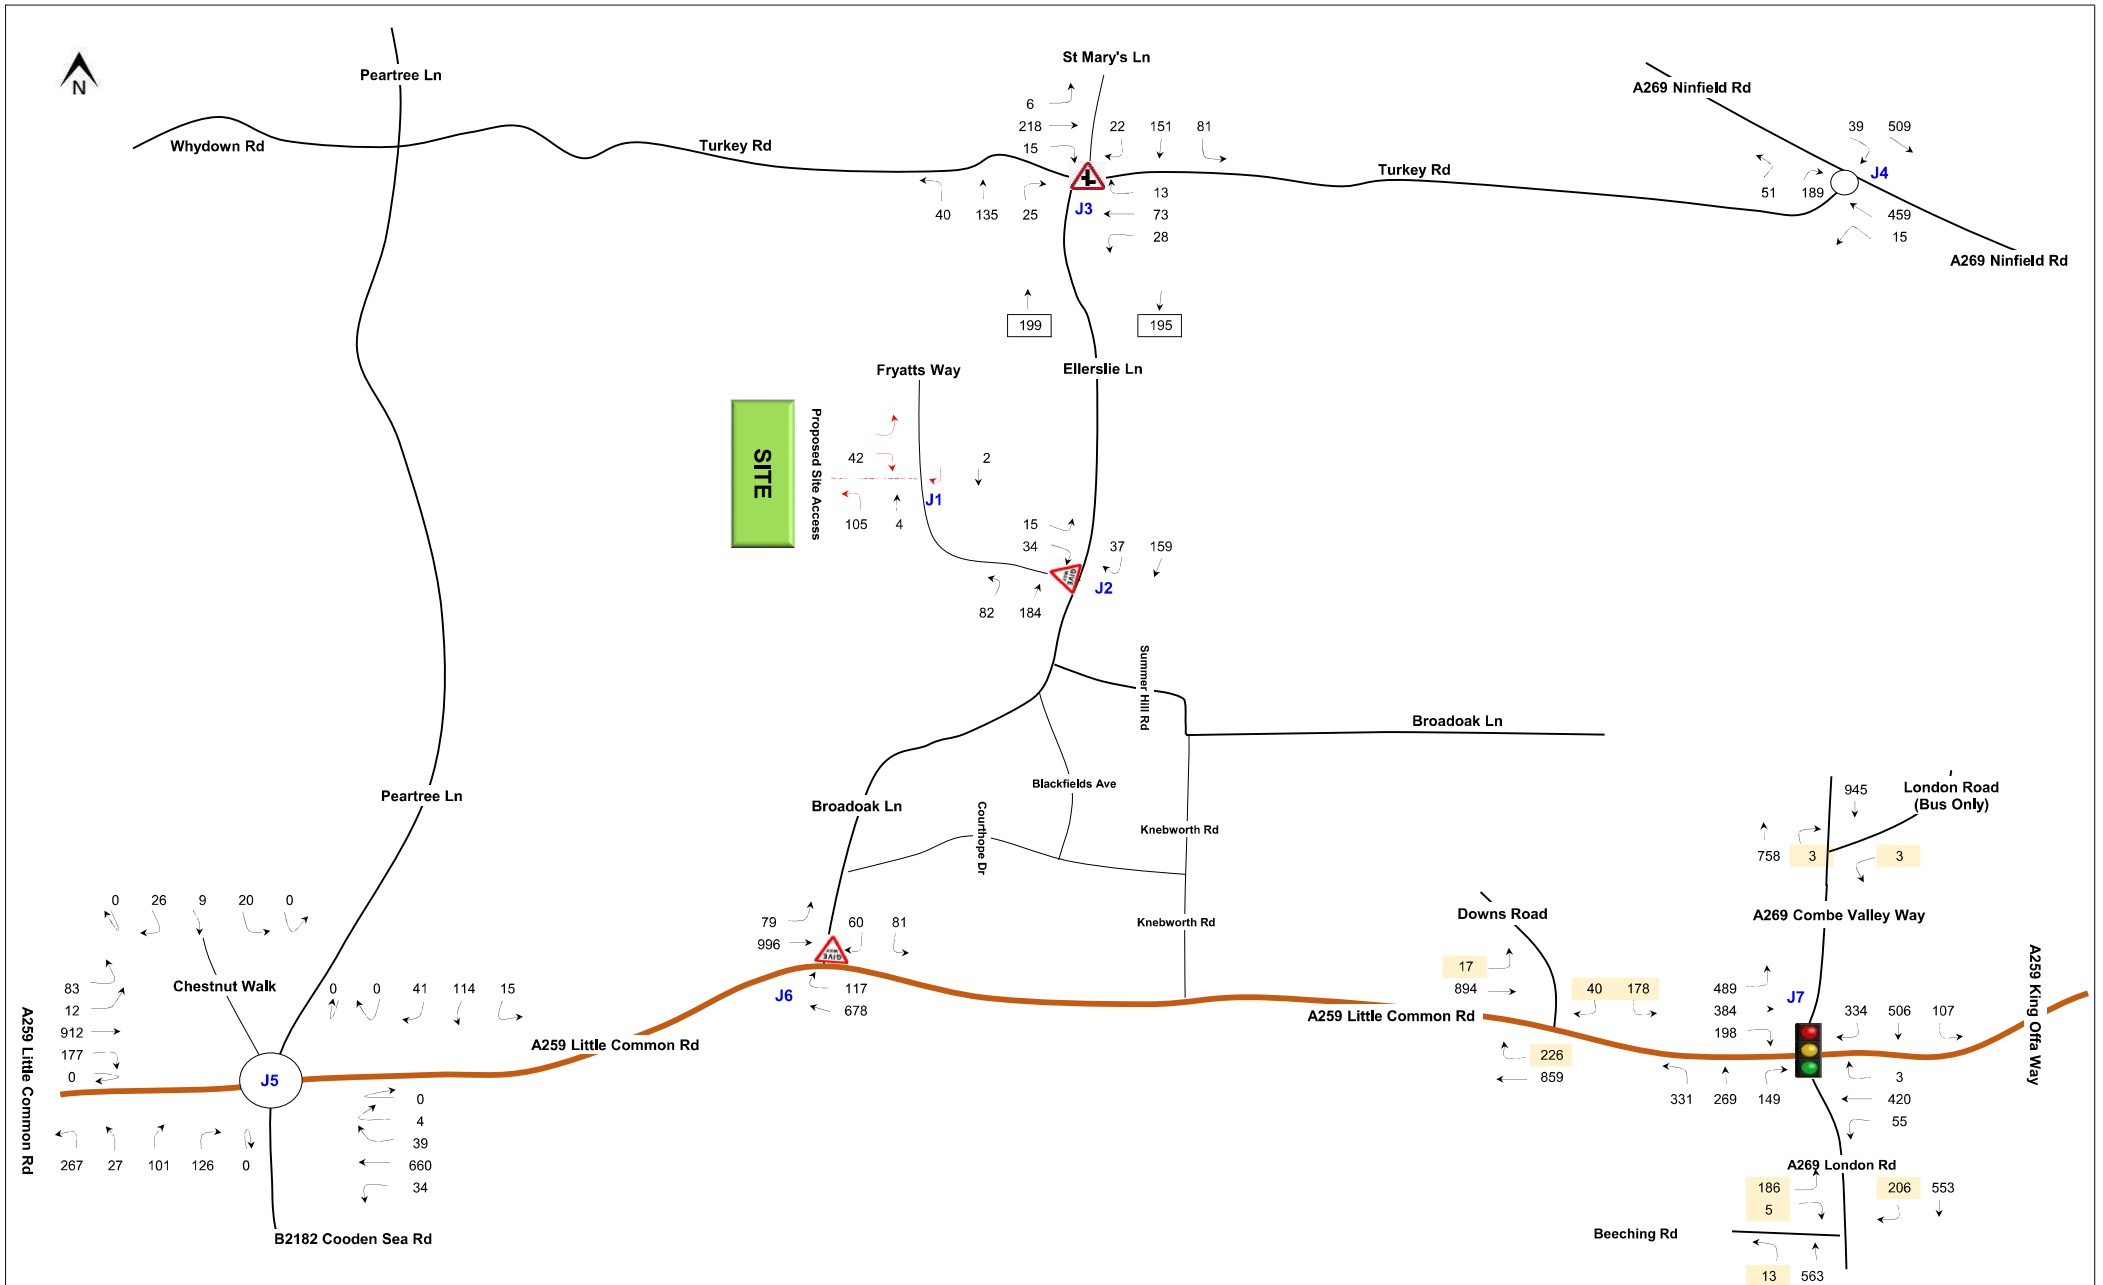 St Mary's Ln
Peartree Ln
N
A269 Ninfield Rd
6
218
22
151
81
39
509
Whydown Rd
Turkey Rd
15
Turkey Rd
J4
51
189
13
40
135
25
J3
73
459
28
15
A269 Ninfield Rd
199
195
Fryatts Way
Ellerslie Ln
SITE
Proposed Site Access
42
2
J1
105
4
15
34
37
159
J2
82
184
Summer Hill Rd
Broadoak Ln
Blackfields Ave
Peartree Ln
Broadoak Ln
Courthope Dr
Knebworth Rd
945
London Road
(Bus Only)
758
3
3
0
26
9
20
0
79
60
81
996
Knebworth Rd
Downs Road
A269 Combe Valley Way
17
894
40
178
83
Chestnut Walk
0
0
41
114
15
12
J6
117
678
489
J7
384
334
506
107
198
A259 King Offa Way
A259 Little Common Rd
912
177
0
A259 Little Common Rd
A259 Little Common Rd
226
859
J5
GIVE
WAY
GIVE
WAY
0
4
39
660
34
331
269
149
3
420
55
267
27
101
126
0
A269 London Rd
186
5
206
553
B2182 Cooden Sea Rd
Beeching Rd
13
563